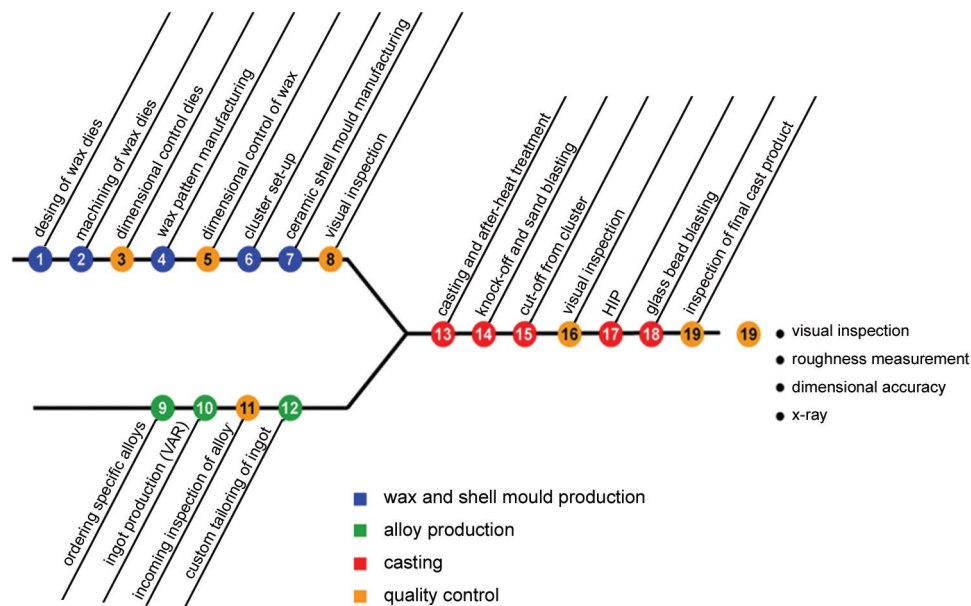 desing of wax dies
machining of wax dies
dimensional control dies
wax pattern manufacturing
dimensional control of wax
cluster set-up
ceramic shell mould manufacturing
visual inspection
1 2 3 4 5 6 7 8
casting and after-heat treatment
knock-off and sand blasting
cut-off from cluster
visual inspection
HIP
glass bead blasting
inspection of final cast product
13 14 15 16 17 18 19
19 visual inspection
roughness measurement
dimensional accuracy
x-ray
9 10 11 12
ordering specific alloys
ingot production (VAR)
incoming inspection of alloy
custom tailoring of ingot
wax and shell mould production
alloy production
casting
quality control